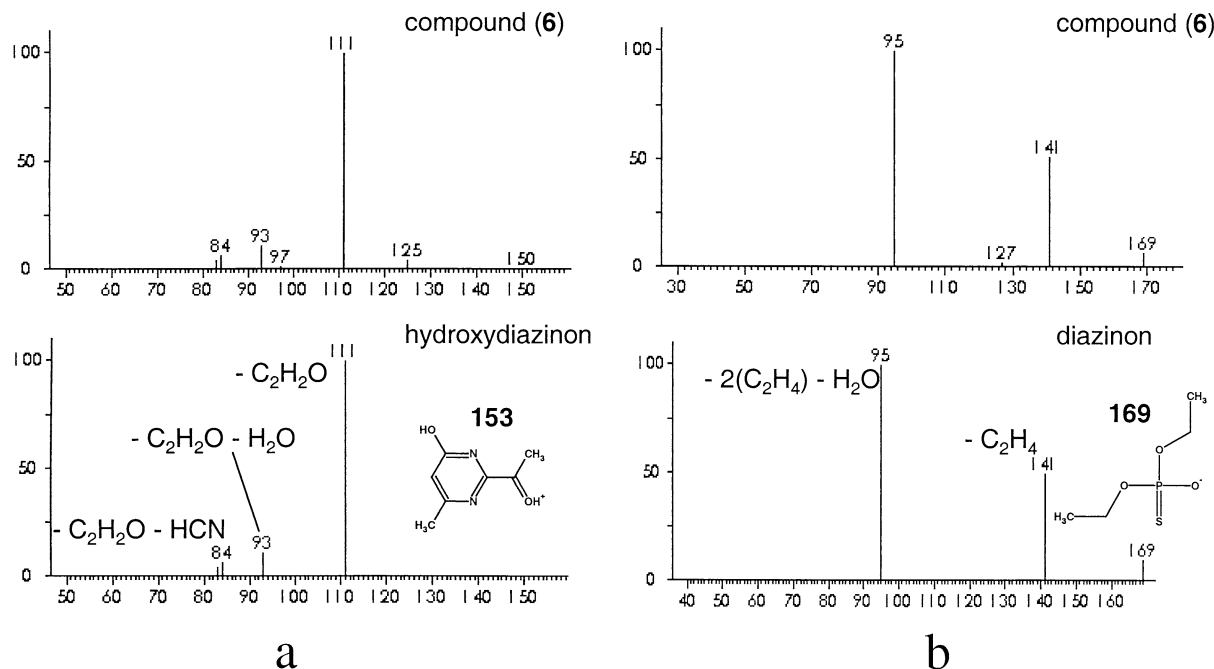 compound (6)
100
111
50
84
93
97
125
150
0
50 60 70 80 90 100 110 120 130 140 150
compound (6)
100
95
50
141
127
169
0
30 50 70 90 110 130 150 170
hydroxydiazinon
100
111
- C2H2O
153
- C2H2O - H2O
50
- C2H2O - HCN
84
93
0
HO
N
CH3
N
OH+
H3C
50 60 70 80 90 100 110 120 130 140 150
diazinon
100
95
- 2(C2H4) - H2O
169
- C2H4
50
141
169
0
CH3
O
O
P
O-
CH3
S
40 50 60 70 80 90 100 110 120 130 140 150 160
a
b